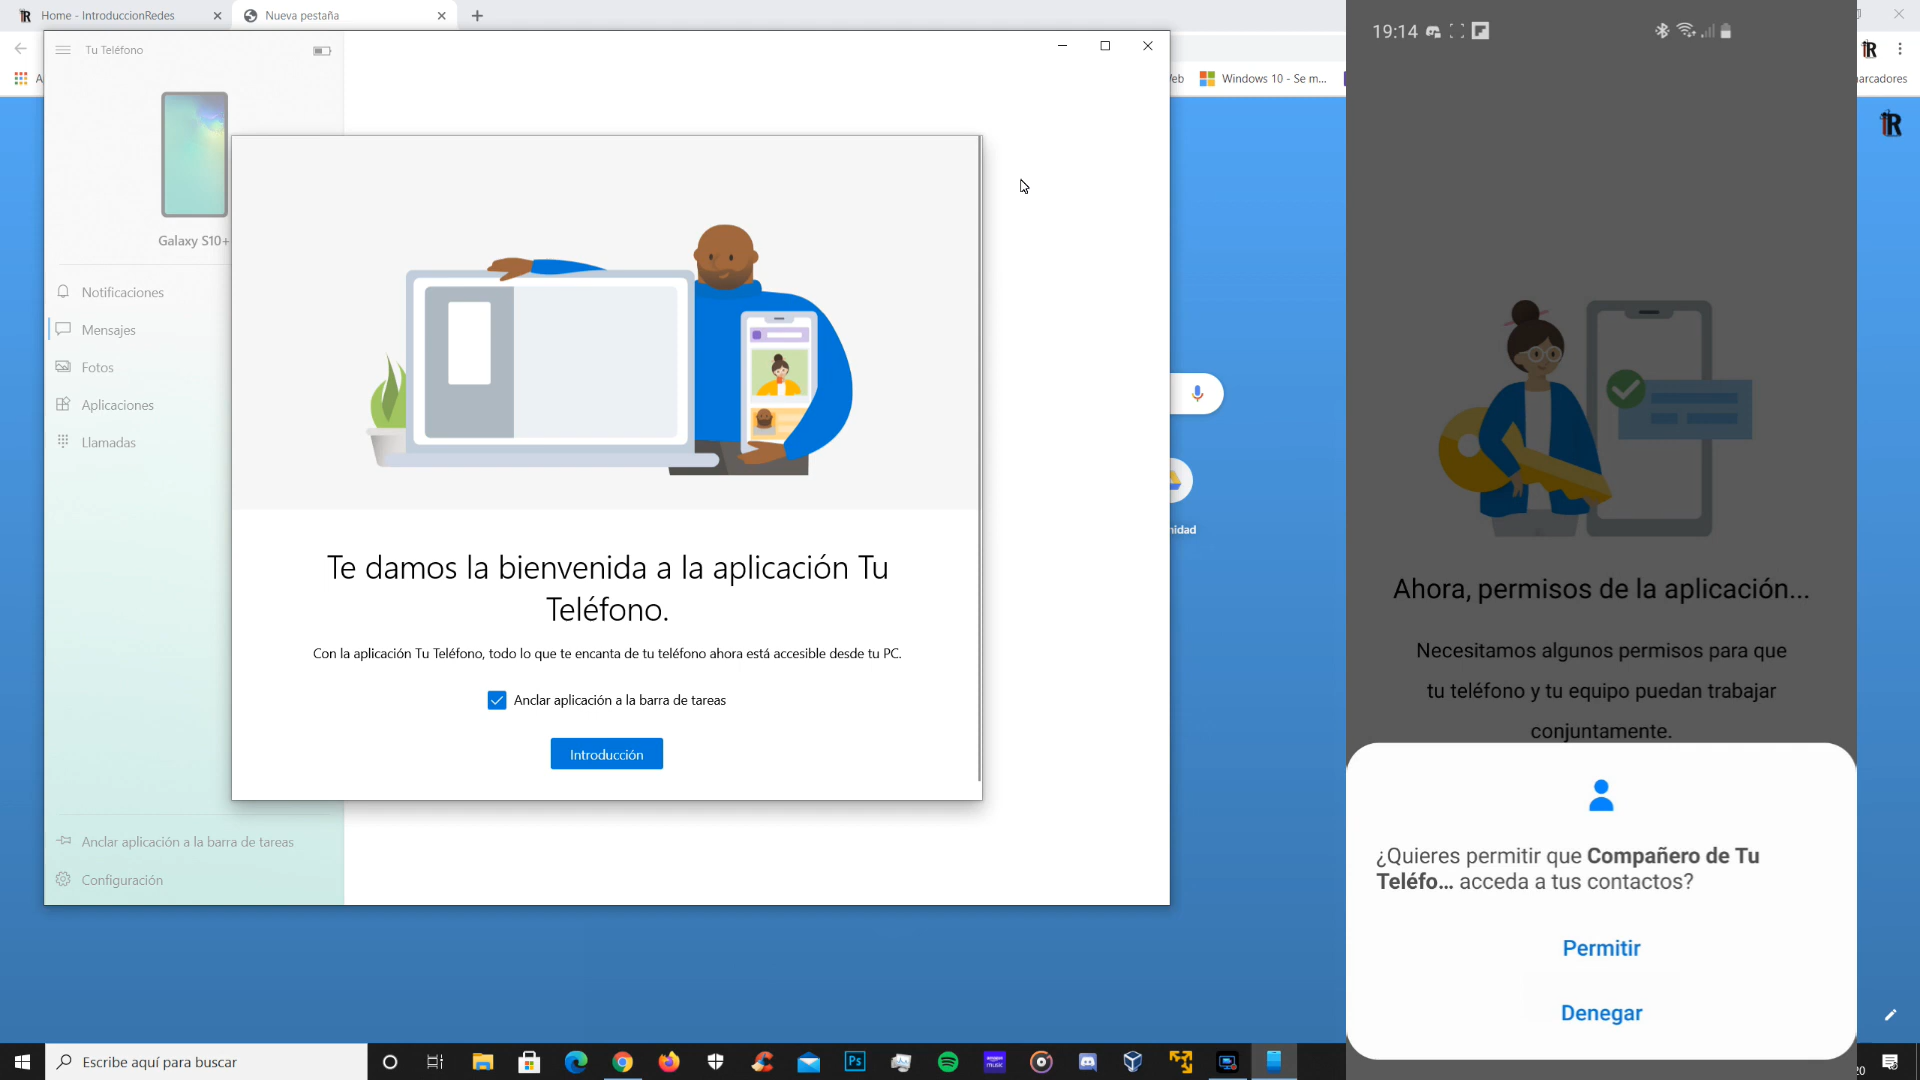 Home - IntroduccionRedes
Nueva pestaña
Tu Teléfono
Galaxy S10+
Notificaciones
Mensajes
Fotos
Aplicaciones
Llamadas
Anclar aplicación a la barra de tareas
Configuración
Te damos la bienvenida a la aplicación Tu
Teléfono.
Con la aplicación Tu Teléfono, todo lo que te encanta de tu teléfono ahora está accesible desde tu PC.
Anclar aplicación a la barra de tareas
Introducción
Windows 10 - Se m...
19:14
Ahora, permisos de la aplicación...
Necesitamos algunos permisos para que
tu teléfono y tu equipo puedan trabajar
conjuntamente.
¿Quieres permitir que Compañero de Tu
Teléfo... acceda a tus contactos?
Permitir
Denegar
Escribe aquí para buscar